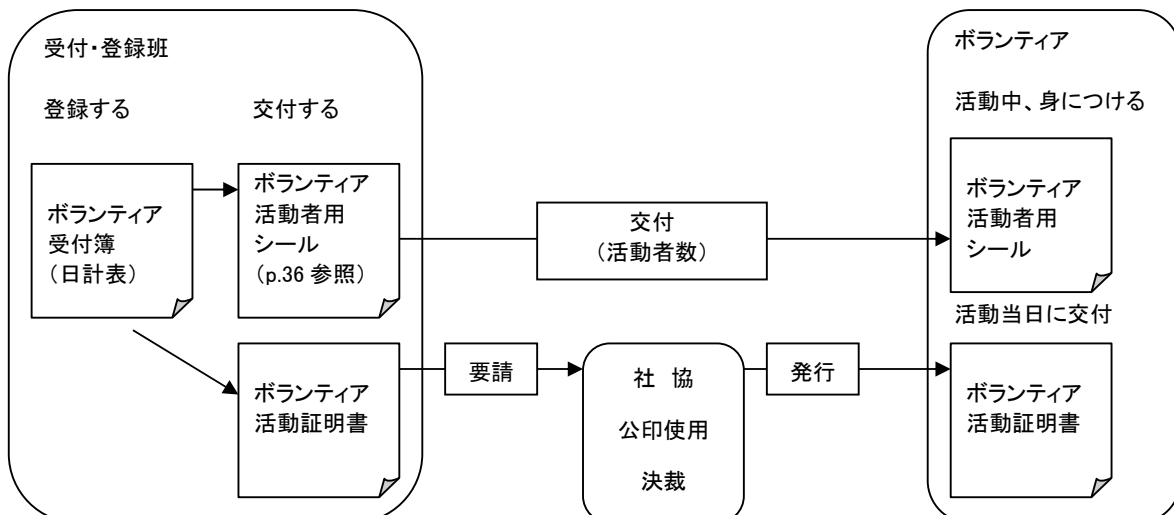 受付・登録班
登録する
交付する
ボランティア
受付簿
（日計表）
ボランティア
活動者用
シール
（p.36 参照）
交付
（活動者数）
ボランティア
活動中、身につける
ボランティア
活動者用
シール
活動当日に交付
ボランティア
活動証明書
要請
社　協
公印使用
決裁
発行
ボランティア
活動証明書